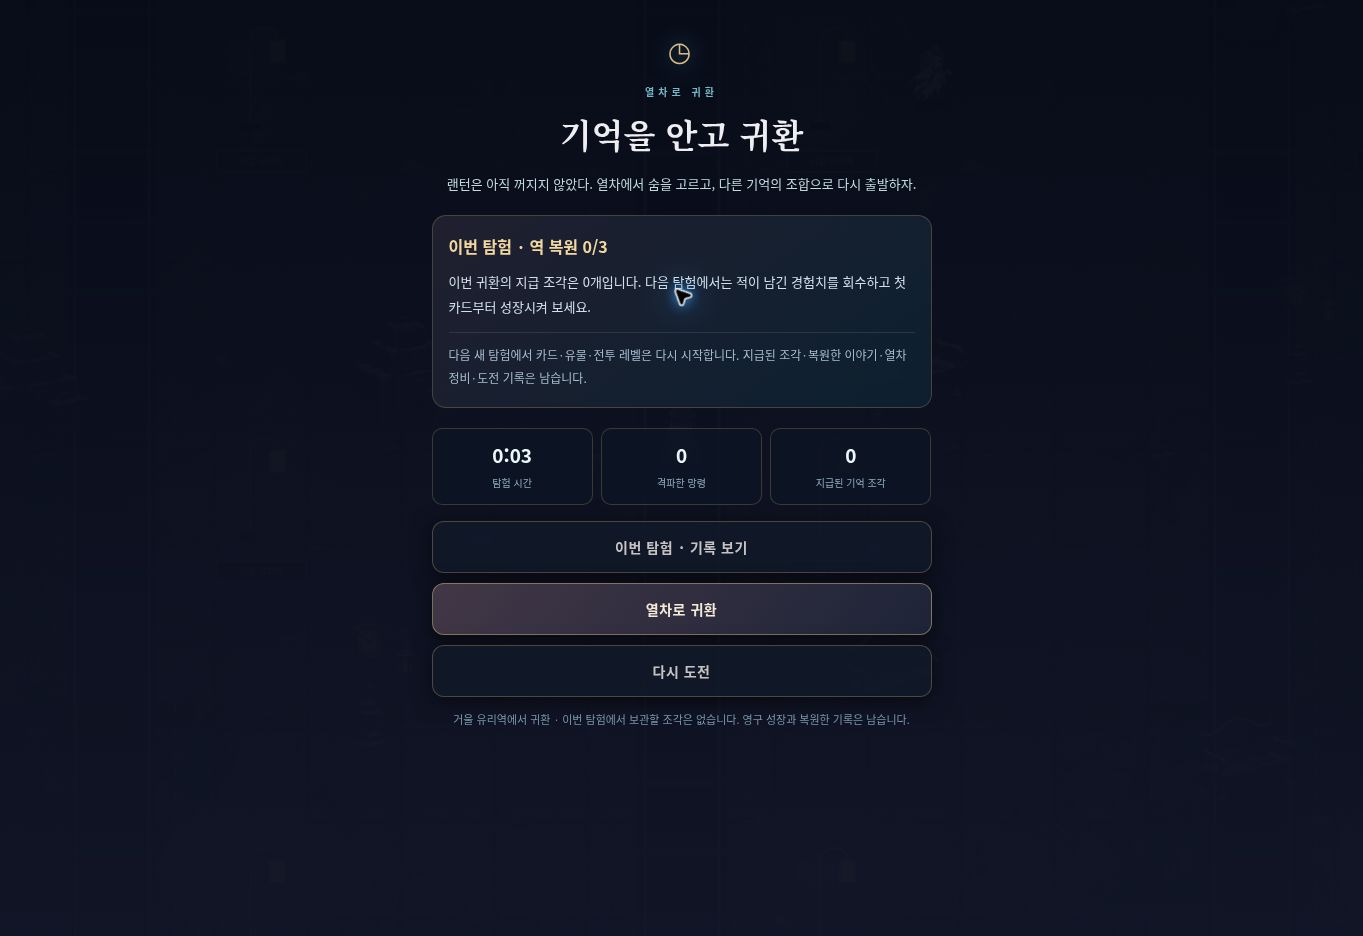 열차로 귀환
기억을 안고 귀환
랜턴은 아직 꺼지지 않았다. 열차에서 숨을 고르고, 다른 기억의 조합으로 다시 출발하자.
이번 탐험 · 역 복원 0/3
이번 귀환의 지급 조각은 0개입니다. 다음 탐험에서는 적이 남긴 경험치를 회수하고 첫
카드부터 성장시켜 보세요.
다음 새 탐험에서 카드·유물·전투 레벨은 다시 시작합니다. 지급된 조각·복원한 이야기·열차
정비·도전 기록은 남습니다.
0:03
탐험 시간
0
격파한 망령
0
지급된 기억 조각
이번 탐험 · 기록 보기
열차로 귀환
다시 도전
거울 유리역에서 귀환 · 이번 탐험에서 보관할 조각은 없습니다. 영구 성장과 복원한 기록은 남습니다.